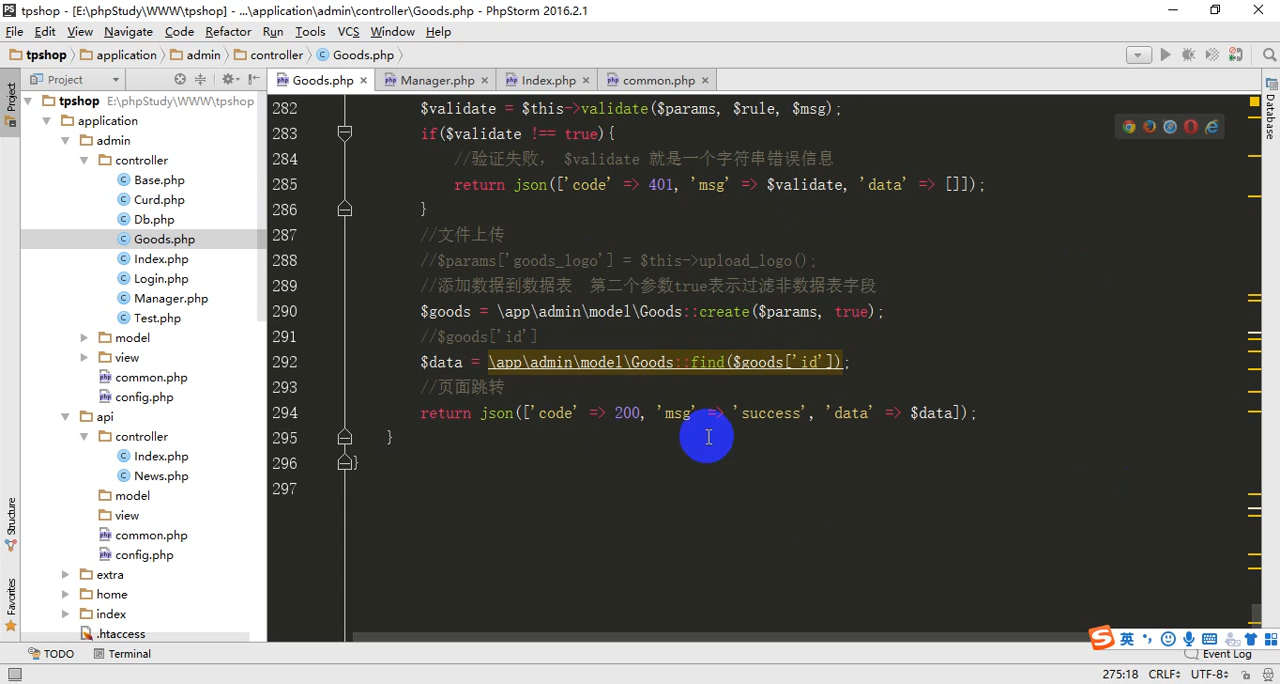 tpshop - [E:\phpStudy\WWW\tpshop] - ...\application\admin\controller\Goods.php - PhpStorm 2016.2.1
File Edit View Navigate Code Refactor Run Tools VCS Window Help
tpshop application admin controller Goods.php
Project
Goods.php Manager.php Index.php common.php
Project
Structure
Favorites
Database
tpshop E:\phpStudy\WWW\tpshop
application
admin
controller
Base.php
Curd.php
Db.php
Goods.php
Index.php
Login.php
Manager.php
Test.php
model
view
common.php
config.php
api
controller
Index.php
News.php
model
view
common.php
config.php
extra
home
index
.htaccess
282 $validate = $this->validate($params, $rule, $msg);
283 if($validate !== true){
284 //验证失败， $validate 就是一个字符串错误信息
285 return json(['code' => 401, 'msg' => $validate, 'data' => []]);
286 }
287 //文件上传
288 //$params['goods_logo'] = $this->upload_logo();
289 //添加数据到数据表 第二个参数true表示过滤非数据表字段
290 $goods = \app\admin\model\Goods::create($params, true);
291 //$goods['id']
292 $data = \app\admin\model\Goods::find($goods['id']);
293 //页面跳转
294 return json(['code' => 200, 'msg' => 'success', 'data' => $data]);
295 }
296 }
297
英
TODO Terminal Event Log
275:18 CRLF UTF-8